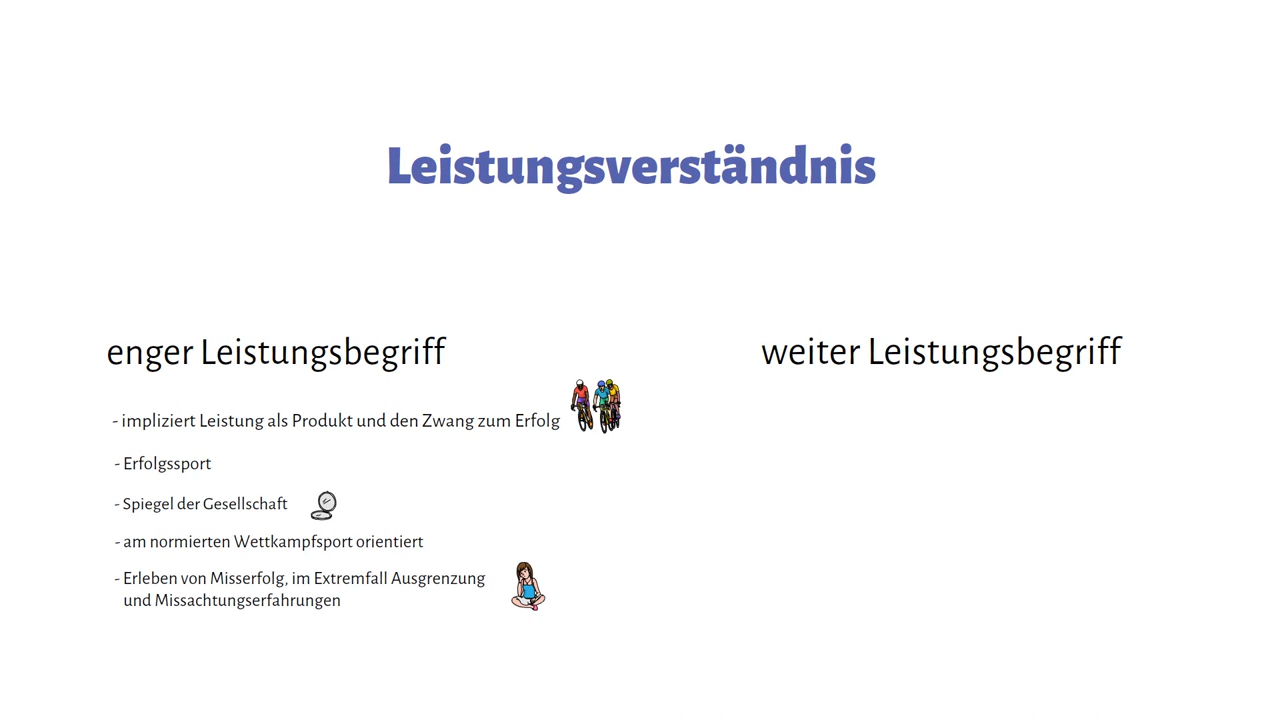 Leistungsverständnis
enger Leistungsbegriff
- impliziert Leistung als Produkt und den Zwang zum Erfolg
- Erfolgssport
- Spiegel der Gesellschaft
- am normierten Wettkampfsport orientiert
- Erleben von Misserfolg, im Extremfall Ausgrenzung
und Missachtungserfahrungen
weiter Leistungsbegriff